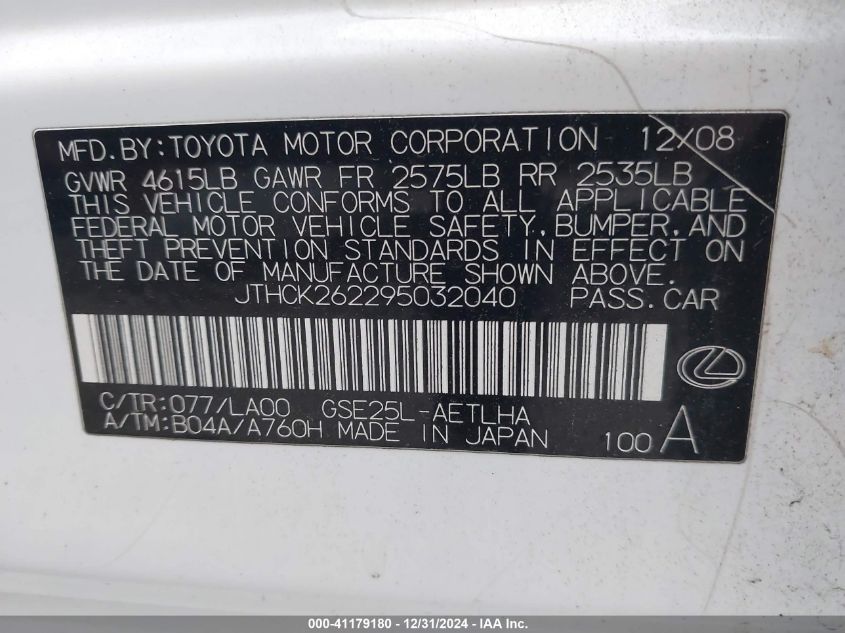 MFD.BY:TOYOTA MOTOR CORPORATION 12/08
GVWR 4615LB GAWR FR 2575LB RR 2535LB
THIS VEHICLE CONFORMS TO ALL APPLICABLE
FEDERAL MOTOR VEHICLE SAFETY,BUMPER,AND
THEFT PREVENTION STANDARDS IN EFFECT ON
THE DATE OF MANUFACTURE SHOWN ABOVE.
JTHCK262295032040 PASS.CAR
C/TR:077/LA00 GSE25L-AETLHA
A/TM:B04A/A760H MADE IN JAPAN 100 A
000-41179180 - 12/31/2024 - IAA Inc.